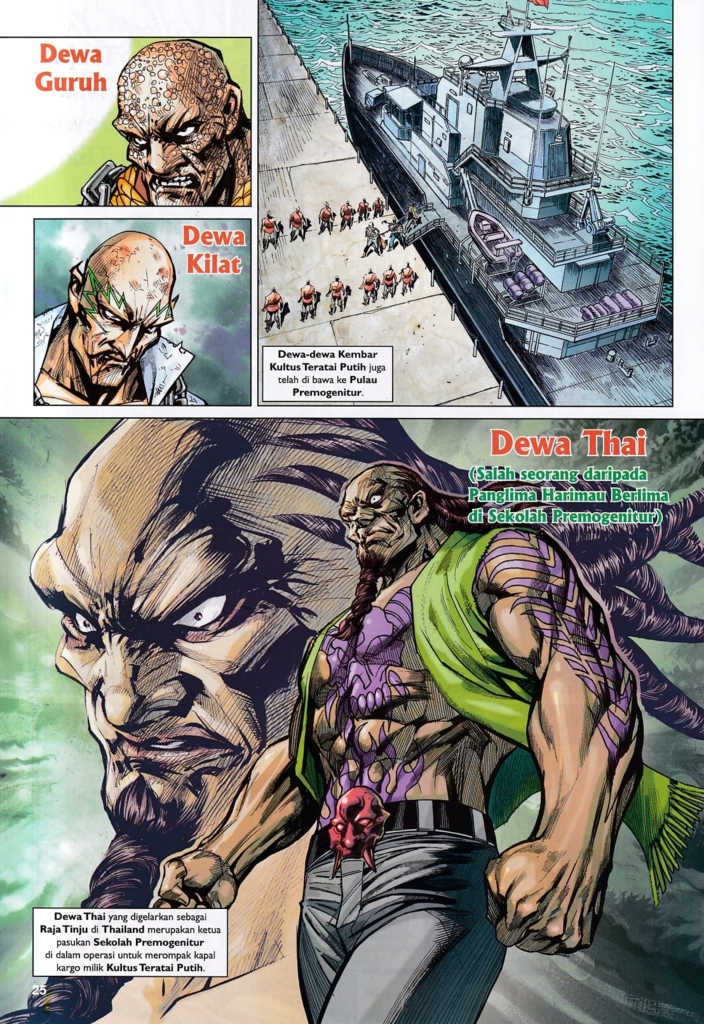 Dewa
Guruh
Dewa
Kilat
Dewa-dewa Kembar
Kultus Teratai Putih juga
telah di bawa ke Pulau
Premogenitur.
Dewa Thai
(Salah seorang daripada
Panglima Harimau Berlima
di Sekolah Premogenitur)
Dewa Thai yang digelarkan sebagai
Raja Tinju di Thailand merupakan ketua
pasukan Sekolah Premogenitur
di dalam operasi untuk merompak kapal
kargo milik Kultus Teratai Putih.
25